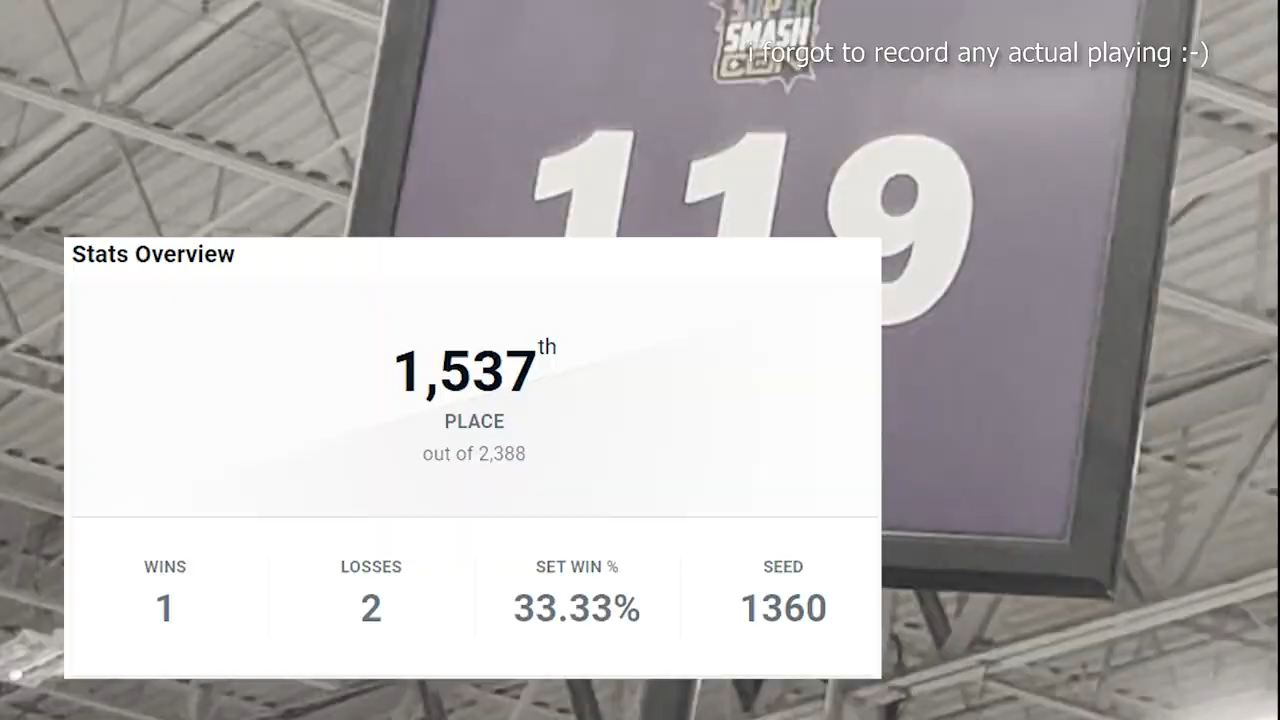 SUPER
SMASH
CON
i forgot to record any actual playing :-)
119
Stats Overview
1,537th
PLACE
out of 2,388
WINS
LOSSES
SET WIN %
SEED
1
2
33.33%
1360